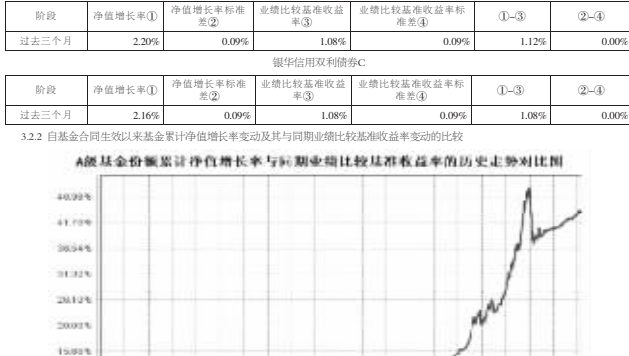 阶段 净值增长率① 净值增长率标准差② 业绩比较基准收益率③ 业绩比较基准收益率标准差④ ①-③ ②-④
过去三个月 2.20% 0.09% 1.08% 0.09% 1.12% 0.00%
银华信用双利债券C
阶段 净值增长率① 净值增长率标准差② 业绩比较基准收益率③ 业绩比较基准收益率标准差④ ①-③ ②-④
过去三个月 2.16% 0.09% 1.08% 0.09% 1.08% 0.00%
3.2.2 自基金合同生效以来基金累计净值增长率变动及其与同期业绩比较基准收益率变动的比较
A级基金份额累计净值增长率与同期业绩比较基准收益率的历史走势对比图